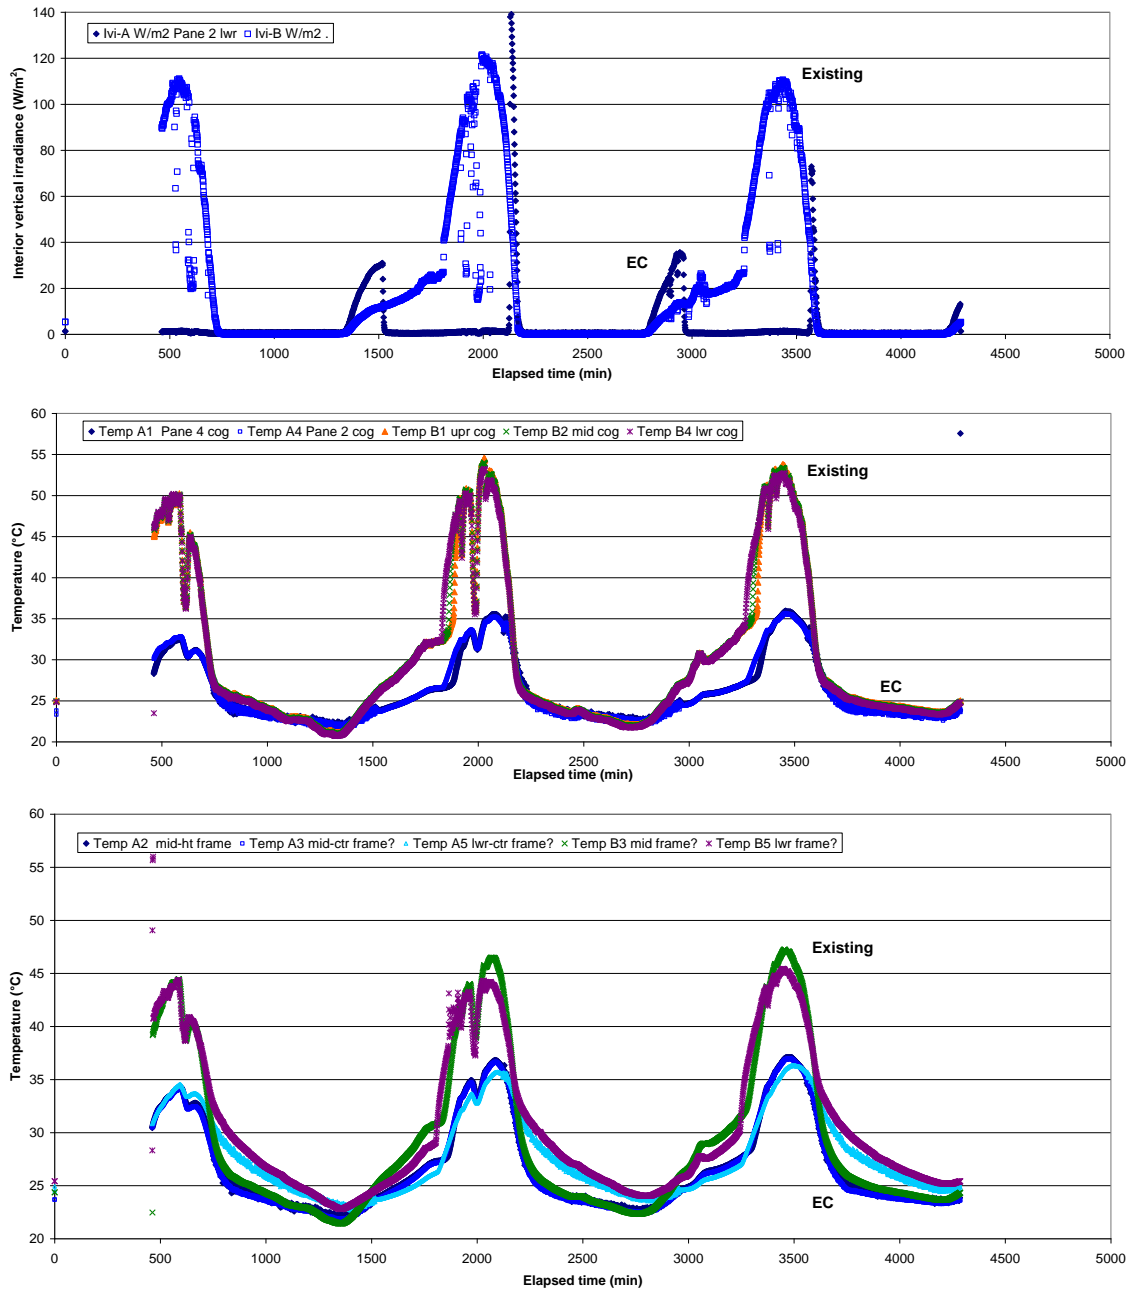 140
120
100
80
60
40
20
0
Interior vertical irradiance (W/m²)
Ivi-A W/m2 Pane 2 lwr Ivi-B W/m2 .
Existing
EC
0 500 1000 1500 2000 2500 3000 3500 4000 4500 5000
Elapsed time (min)
60
55
50
45
40
35
30
25
20
Temperature (°C)
Temp A1 Pane 4 cog Temp A4 Pane 2 cog Temp B1 upr cog Temp B2 mid cog Temp B4 lwr cog
Existing
EC
0 500 1000 1500 2000 2500 3000 3500 4000 4500 5000
Elapsed time (min)
60
55
50
45
40
35
30
25
20
Temperature (°C)
Temp A2 mid-ht frame Temp A3 mid-ctr frame? Temp A5 lwr-ctr frame? Temp B3 mid frame? Temp B5 lwr frame?
Existing
EC
0 500 1000 1500 2000 2500 3000 3500 4000 4500 5000
Elapsed time (min)